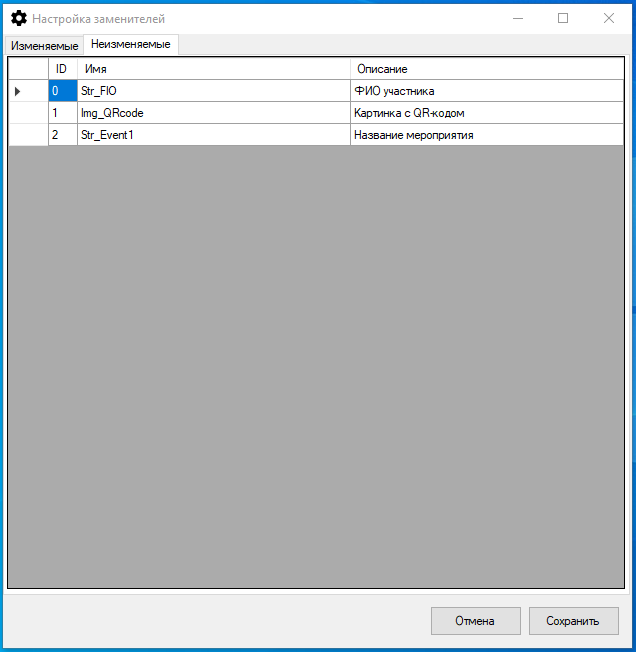 Настройка заменителей
Изменяемые Неизменяемые
ID Имя Описание
0 Str_FIO ФИО участника
1 Img_QRcode Картинка с QR-кодом
2 Str_Event1 Название мероприятия
Отмена Сохранить